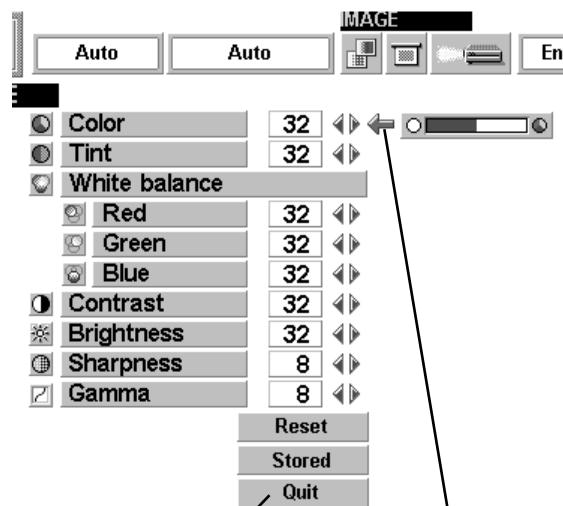 IMAGE
Auto Auto En
E
Color 32
Tint 32
White balance
Red 32
Green 32
Blue 32
Contrast 32
Brightness 32
Sharpness 8
Gamma 8
Reset
Stored
Quit